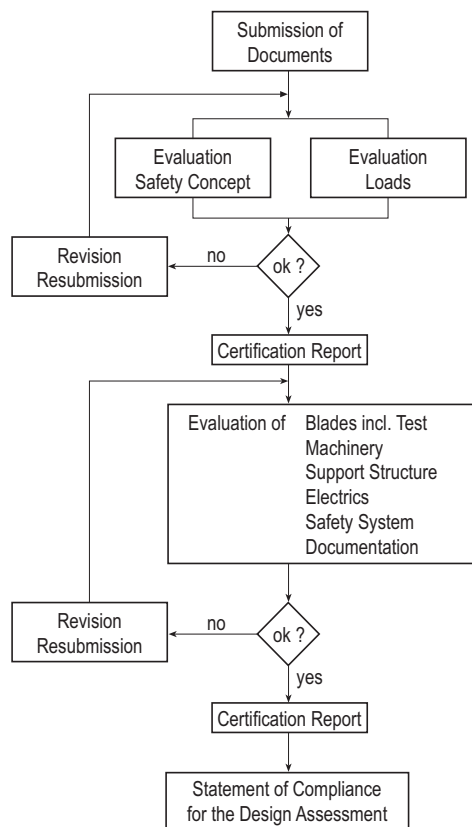 Submission of
Documents
Evaluation
Safety Concept
Evaluation
Loads
Revision
Resubmission
no
ok ?
yes
Certification Report
Evaluation of Blades incl. Test
Machinery
Support Structure
Electrics
Safety System
Documentation
Revision
Resubmission
no
ok ?
yes
Certification Report
Statement of Compliance
for the Design Assessment